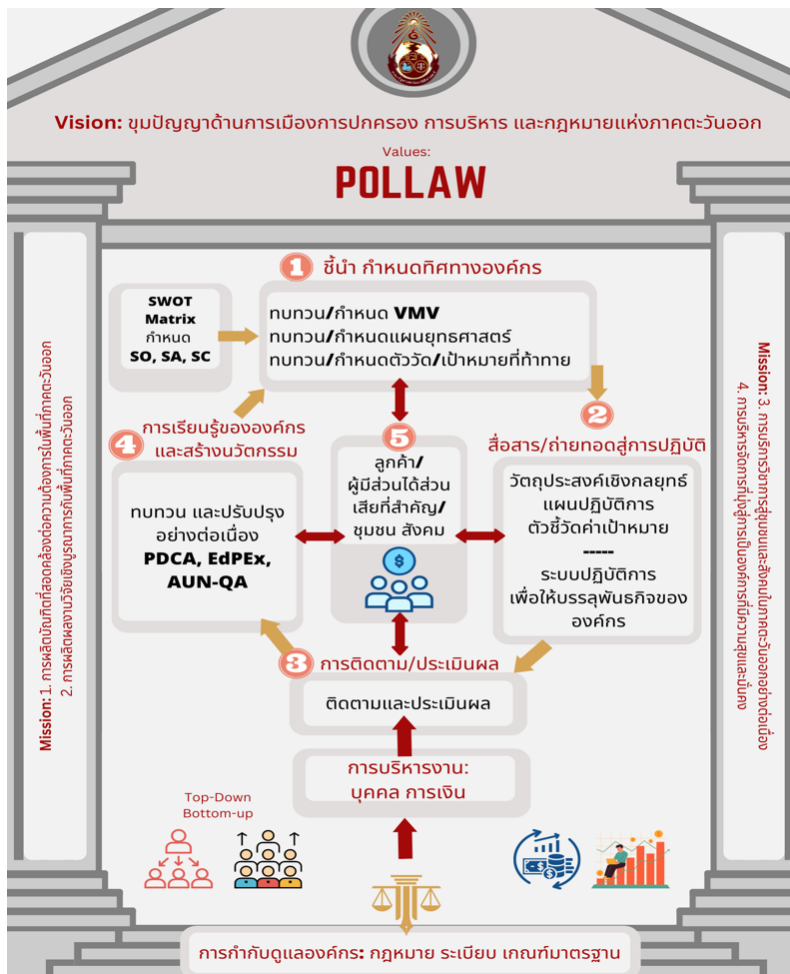 Vision: ขุมปัญญาด้านการเมืองการปกครอง การบริหาร และกฎหมายแห่งภาคตะวันออก
Values:
POLLAW
Mission: 1. การผลิตบัณฑิตที่สอดคล้องต่อความต้องการในพื้นที่ภาคตะวันออก
2. การผลิตผลงานวิจัยเชิงบูรณาการกับพื้นที่ภาคตะวันออก
1 ชี้นำ กำหนดทิศทางองค์กร
SWOT
Matrix
กำหนด
SO, SA, SC
ทบทวน/กำหนด VMV
ทบทวน/กำหนดแผนยุทธศาสตร์
ทบทวน/กำหนดตัววัด/เป้าหมายที่ท้าทาย
2
สื่อสาร/ถ่ายทอดสู่การปฏิบัติ
วัตถุประสงค์เชิงกลยุทธ์
แผนปฏิบัติการ
ตัวชี้วัดค่าเป้าหมาย
-----
ระบบปฏิบัติการ
เพื่อให้บรรลุพันธกิจของ
องค์กร
4 การเรียนรู้ขององค์กร
และสร้างนวัตกรรม
ทบทวน และปรับปรุง
อย่างต่อเนื่อง
PDCA, EdPEx,
AUN-QA
5
ลูกค้า/
ผู้มีส่วนได้ส่วน
เสียที่สำคัญ/
ชุมชน สังคม
$
3 การติดตาม/ประเมินผล
ติดตามและประเมินผล
การบริหารงาน:
บุคคล การเงิน
Top-Down
Bottom-up
Mission: 3. การบริการวิชาการสู่ชุมชนและสังคมในภาคตะวันออกอย่างต่อเนื่อง
4. การบริหารจัดการที่มุ่งสู่การเป็นองค์การที่มีความสุขและยั่งคง
การกำกับดูแลองค์กร: กฎหมาย ระเบียบ เกณฑ์มาตรฐาน